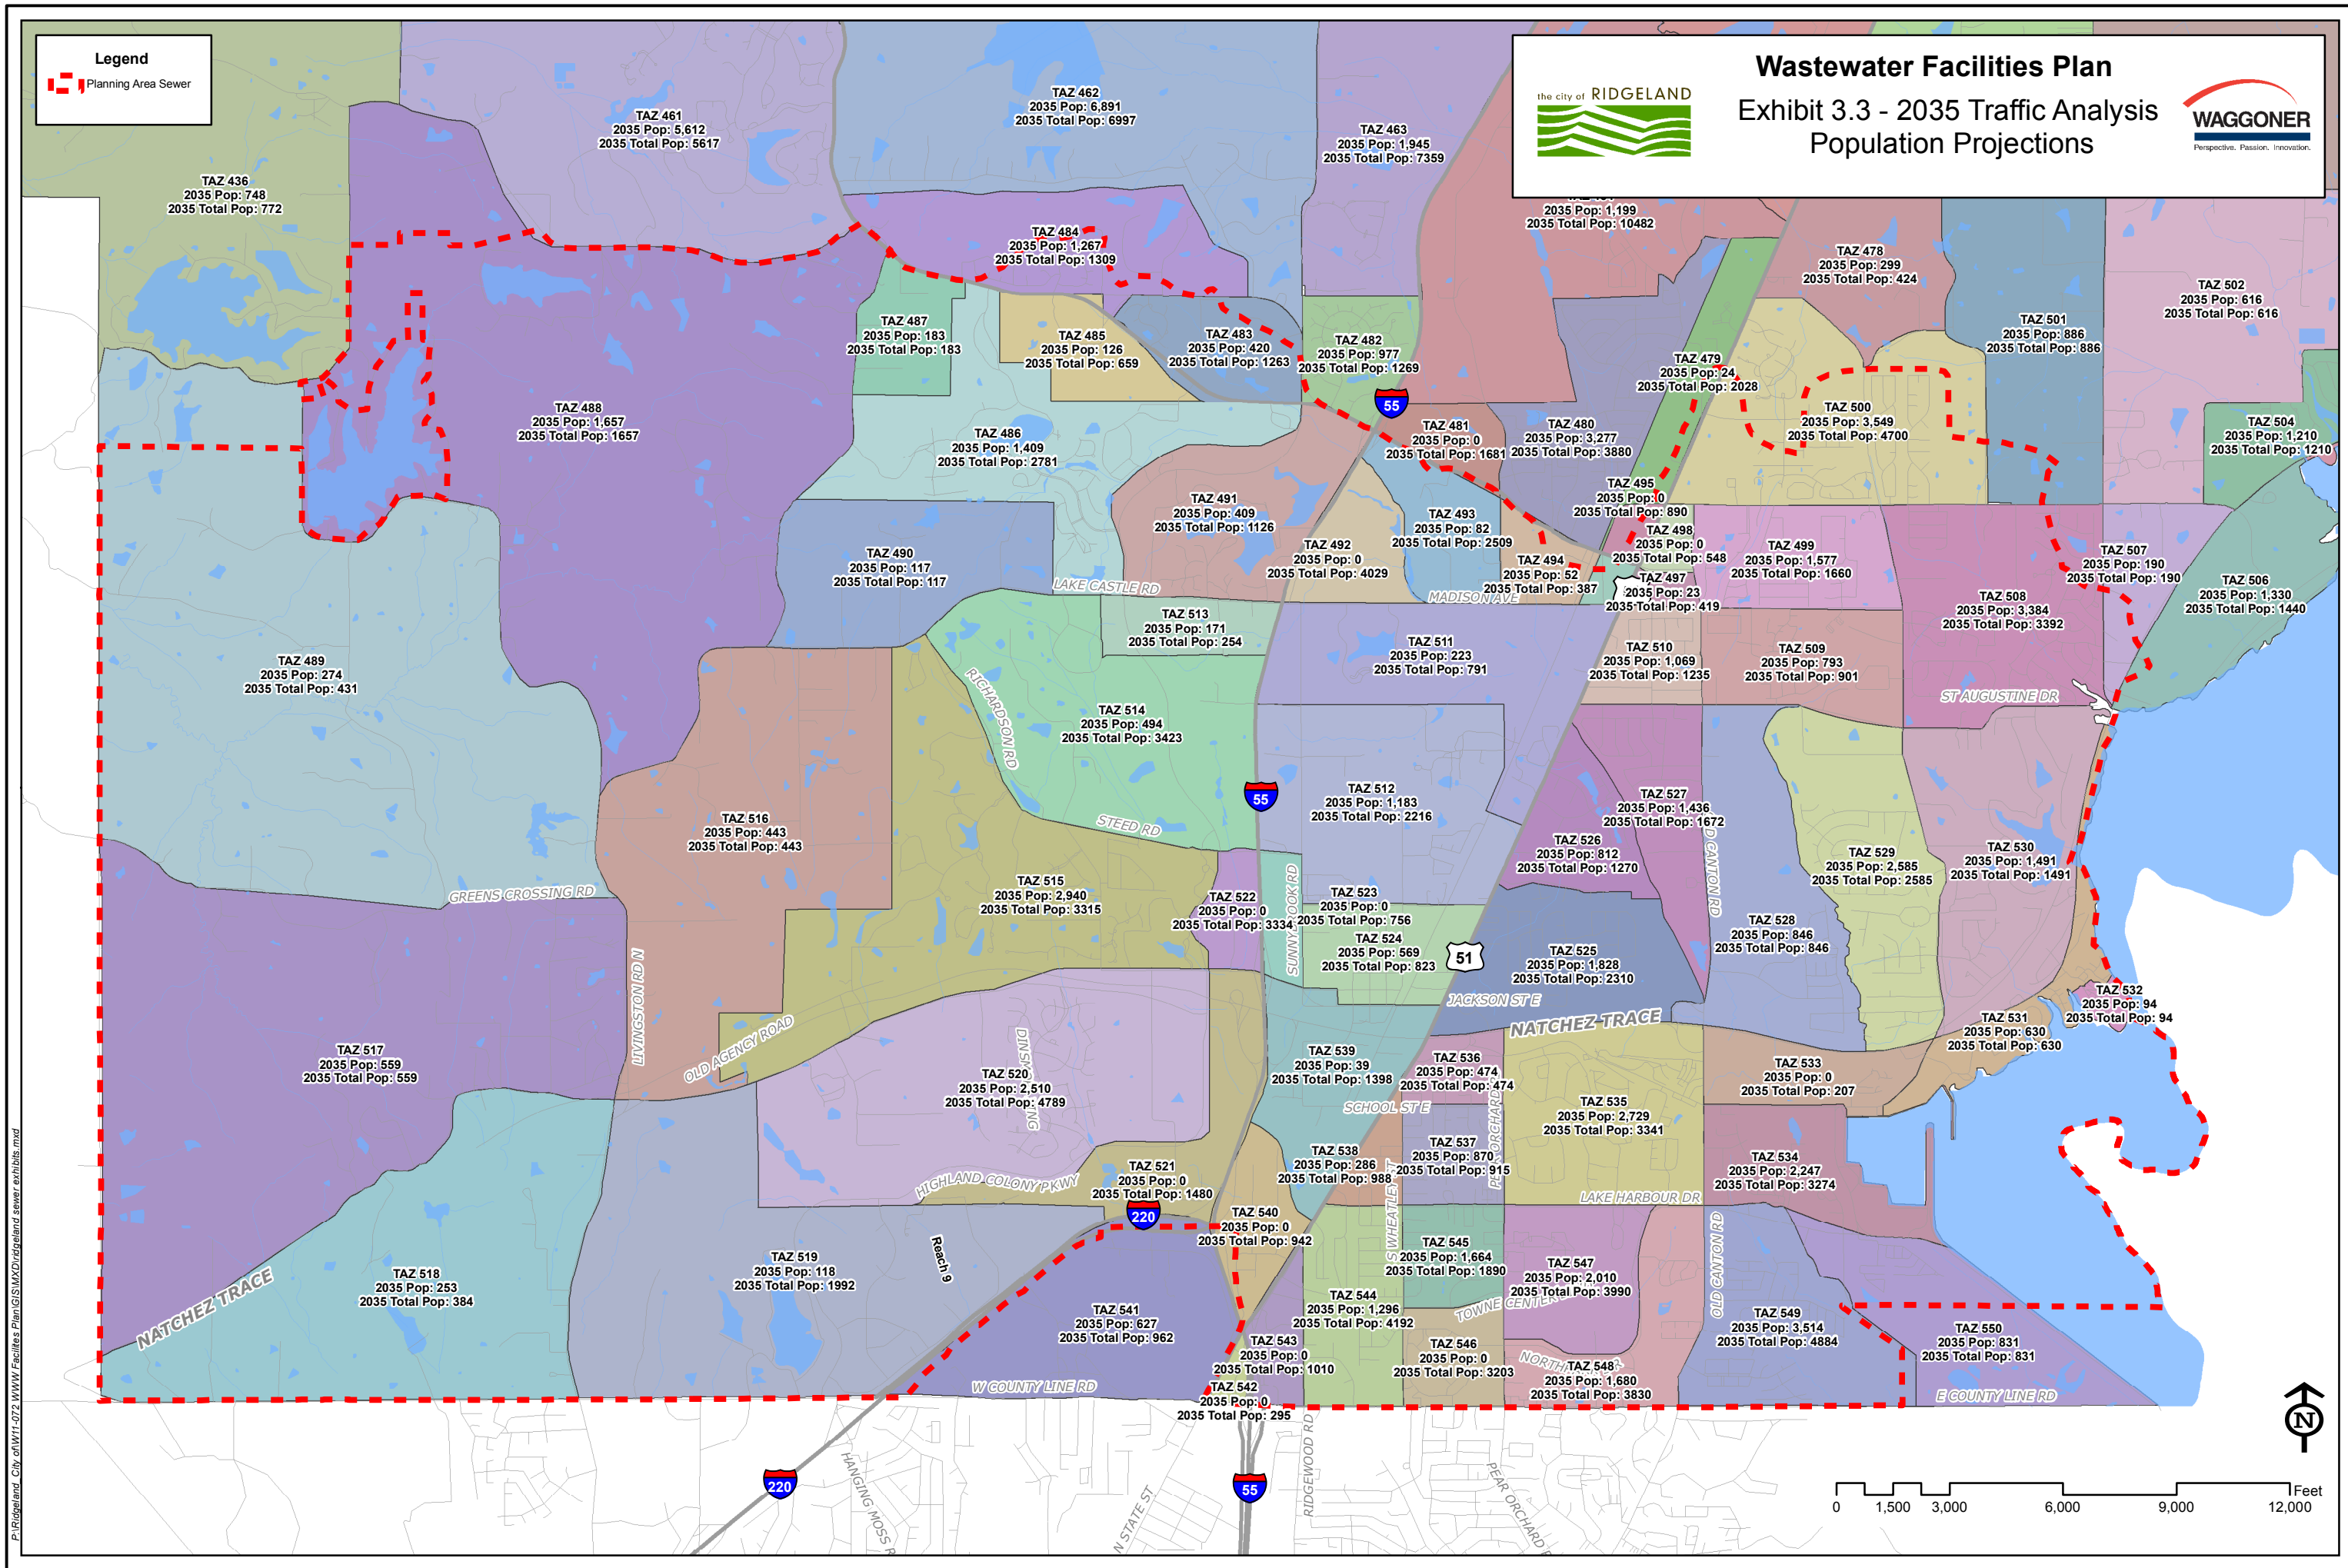 Legend
Planning Area Sewer
Wastewater Facilities Plan
Exhibit 3.3 - 2035 Traffic Analysis
Population Projections
the city of RIDGELAND
WAGGONER
Perspective. Passion. Innovation.
TAZ 436
2035 Pop: 748
2035 Total Pop: 772
TAZ 461
2035 Pop: 5,612
2035 Total Pop: 5617
TAZ 462
2035 Pop: 6,891
2035 Total Pop: 6997
TAZ 463
2035 Pop: 1,945
2035 Total Pop: 7359
2035 Pop: 1,199
2035 Total Pop: 10482
TAZ 478
2035 Pop: 299
2035 Total Pop: 424
TAZ 484
2035 Pop: 1,267
2035 Total Pop: 1309
TAZ 502
2035 Pop: 616
2035 Total Pop: 616
TAZ 501
2035 Pop: 886
2035 Total Pop: 886
TAZ 487
2035 Pop: 183
2035 Total Pop: 183
TAZ 485
2035 Pop: 126
2035 Total Pop: 659
TAZ 483
2035 Pop: 420
2035 Total Pop: 1263
TAZ 482
2035 Pop: 977
2035 Total Pop: 1269
TAZ 479
2035 Pop: 24
2035 Total Pop: 2028
55
TAZ 488
2035 Pop: 1,657
2035 Total Pop: 1657
TAZ 486
2035 Pop: 1,409
2035 Total Pop: 2781
TAZ 481
2035 Pop: 0
2035 Total Pop: 1681
TAZ 480
2035 Pop: 3,277
2035 Total Pop: 3880
TAZ 500
2035 Pop: 3,549
2035 Total Pop: 4700
TAZ 504
2035 Pop: 1,210
2035 Total Pop: 1210
TAZ 491
2035 Pop: 409
2035 Total Pop: 1126
TAZ 495
2035 Pop: 0
2035 Total Pop: 890
TAZ 493
2035 Pop: 82
2035 Total Pop: 2509
TAZ 498
2035 Pop: 0
2035 Total Pop: 548
TAZ 490
2035 Pop: 117
2035 Total Pop: 117
TAZ 492
2035 Pop: 0
2035 Total Pop: 4029
TAZ 494
2035 Pop: 52
2035 Total Pop: 387
TAZ 499
2035 Pop: 1,577
2035 Total Pop: 1660
TAZ 507
2035 Pop: 190
2035 Total Pop: 190
TAZ 497
2035 Pop: 23
2035 Total Pop: 419
TAZ 506
2035 Pop: 1,330
2035 Total Pop: 1440
TAZ 508
2035 Pop: 3,384
2035 Total Pop: 3392
LAKE CASTLE RD
MADISON AVE
TAZ 513
2035 Pop: 171
2035 Total Pop: 254
TAZ 489
2035 Pop: 274
2035 Total Pop: 431
TAZ 511
2035 Pop: 223
2035 Total Pop: 791
TAZ 510
2035 Pop: 1,069
2035 Total Pop: 1235
TAZ 509
2035 Pop: 793
2035 Total Pop: 901
ST AUGUSTINE DR
RICHARDSON RD
TAZ 514
2035 Pop: 494
2035 Total Pop: 3423
55
TAZ 512
2035 Pop: 1,183
2035 Total Pop: 2216
TAZ 527
2035 Pop: 1,436
2035 Total Pop: 1672
TAZ 516
2035 Pop: 443
2035 Total Pop: 443
STEED RD
TAZ 526
2035 Pop: 812
2035 Total Pop: 1270
TAZ 529
2035 Pop: 2,585
2035 Total Pop: 2585
TAZ 530
2035 Pop: 1,491
2035 Total Pop: 1491
GREENS CROSSING RD
TAZ 515
2035 Pop: 2,940
2035 Total Pop: 3315
TAZ 522
2035 Pop: 0
2035 Total Pop: 3334
TAZ 523
2035 Pop: 0
2035 Total Pop: 756
TAZ 524
2035 Pop: 569
2035 Total Pop: 823
51
TAZ 525
2035 Pop: 1,828
2035 Total Pop: 2310
TAZ 528
2035 Pop: 846
2035 Total Pop: 846
JACKSON ST E
NATCHEZ TRACE
TAZ 532
2035 Pop: 94
2035 Total Pop: 94
TAZ 531
2035 Pop: 630
2035 Total Pop: 630
LIVINGSTON RD N
OLD AGENCY ROAD
TAZ 517
2035 Pop: 559
2035 Total Pop: 559
TAZ 520
2035 Pop: 2,510
2035 Total Pop: 4789
TAZ 539
2035 Pop: 39
2035 Total Pop: 1398
TAZ 536
2035 Pop: 474
2035 Total Pop: 474
TAZ 533
2035 Pop: 0
2035 Total Pop: 207
SCHOOL ST E
TAZ 535
2035 Pop: 2,729
2035 Total Pop: 3341
TAZ 538
2035 Pop: 286
2035 Total Pop: 988
TAZ 537
2035 Pop: 870
2035 Total Pop: 915
TAZ 534
2035 Pop: 2,247
2035 Total Pop: 3274
HIGHLAND COLONY PKWY
TAZ 521
2035 Pop: 0
2035 Total Pop: 1480
220
LAKE HARBOUR DR
TAZ 540
2035 Pop: 0
2035 Total Pop: 942
S WHEATLEY ST
OLD CANTON RD
Reach 9
TAZ 519
2035 Pop: 118
2035 Total Pop: 1992
TAZ 518
2035 Pop: 253
2035 Total Pop: 384
NATCHEZ TRACE
TAZ 545
2035 Pop: 1,664
2035 Total Pop: 1890
TAZ 547
2035 Pop: 2,010
2035 Total Pop: 3990
TOWNE CENTER
TAZ 541
2035 Pop: 627
2035 Total Pop: 962
TAZ 544
2035 Pop: 1,296
2035 Total Pop: 4192
TAZ 549
2035 Pop: 3,514
2035 Total Pop: 4884
TAZ 550
2035 Pop: 831
2035 Total Pop: 831
TAZ 543
2035 Pop: 0
2035 Total Pop: 1010
TAZ 546
2035 Pop: 0
2035 Total Pop: 3203
TAZ 548
2035 Pop: 1,680
2035 Total Pop: 3830
W COUNTY LINE RD
E COUNTY LINE RD
TAZ 542
2035 Pop: 0
2035 Total Pop: 295
220
55
RIDGEWOOD RD
N STATE ST
N
Feet
0 1,500 3,000 6,000 9,000 12,000
P:\Ridgeland_City of\W11-072 WWW Facilites Plan\GIS\MXD\ridgeland sewer exhibits.mxd